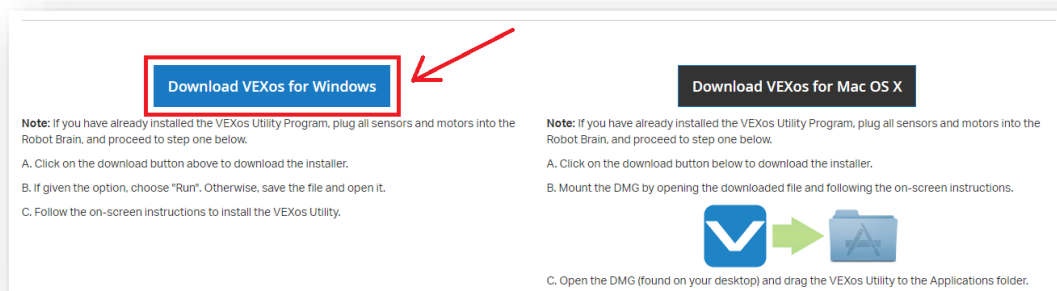 Download VEXos for Windows
Note: If you have already installed the VEXos Utility Program, plug all sensors and motors into the
Robot Brain, and proceed to step one below.
A. Click on the download button above to download the installer.
B. If given the option, choose "Run". Otherwise, save the file and open it.
C. Follow the on-screen instructions to install the VEXos Utility.
Download VEXos for Mac OS X
Note: If you have already installed the VEXos Utility Program, plug all sensors and motors into the
Robot Brain, and proceed to step one below.
A. Click on the download button below to download the installer.
B. Mount the DMG by opening the downloaded file and following the on-screen instructions.
C. Open the DMG (found on your desktop) and drag the VEXos Utility to the Applications folder.